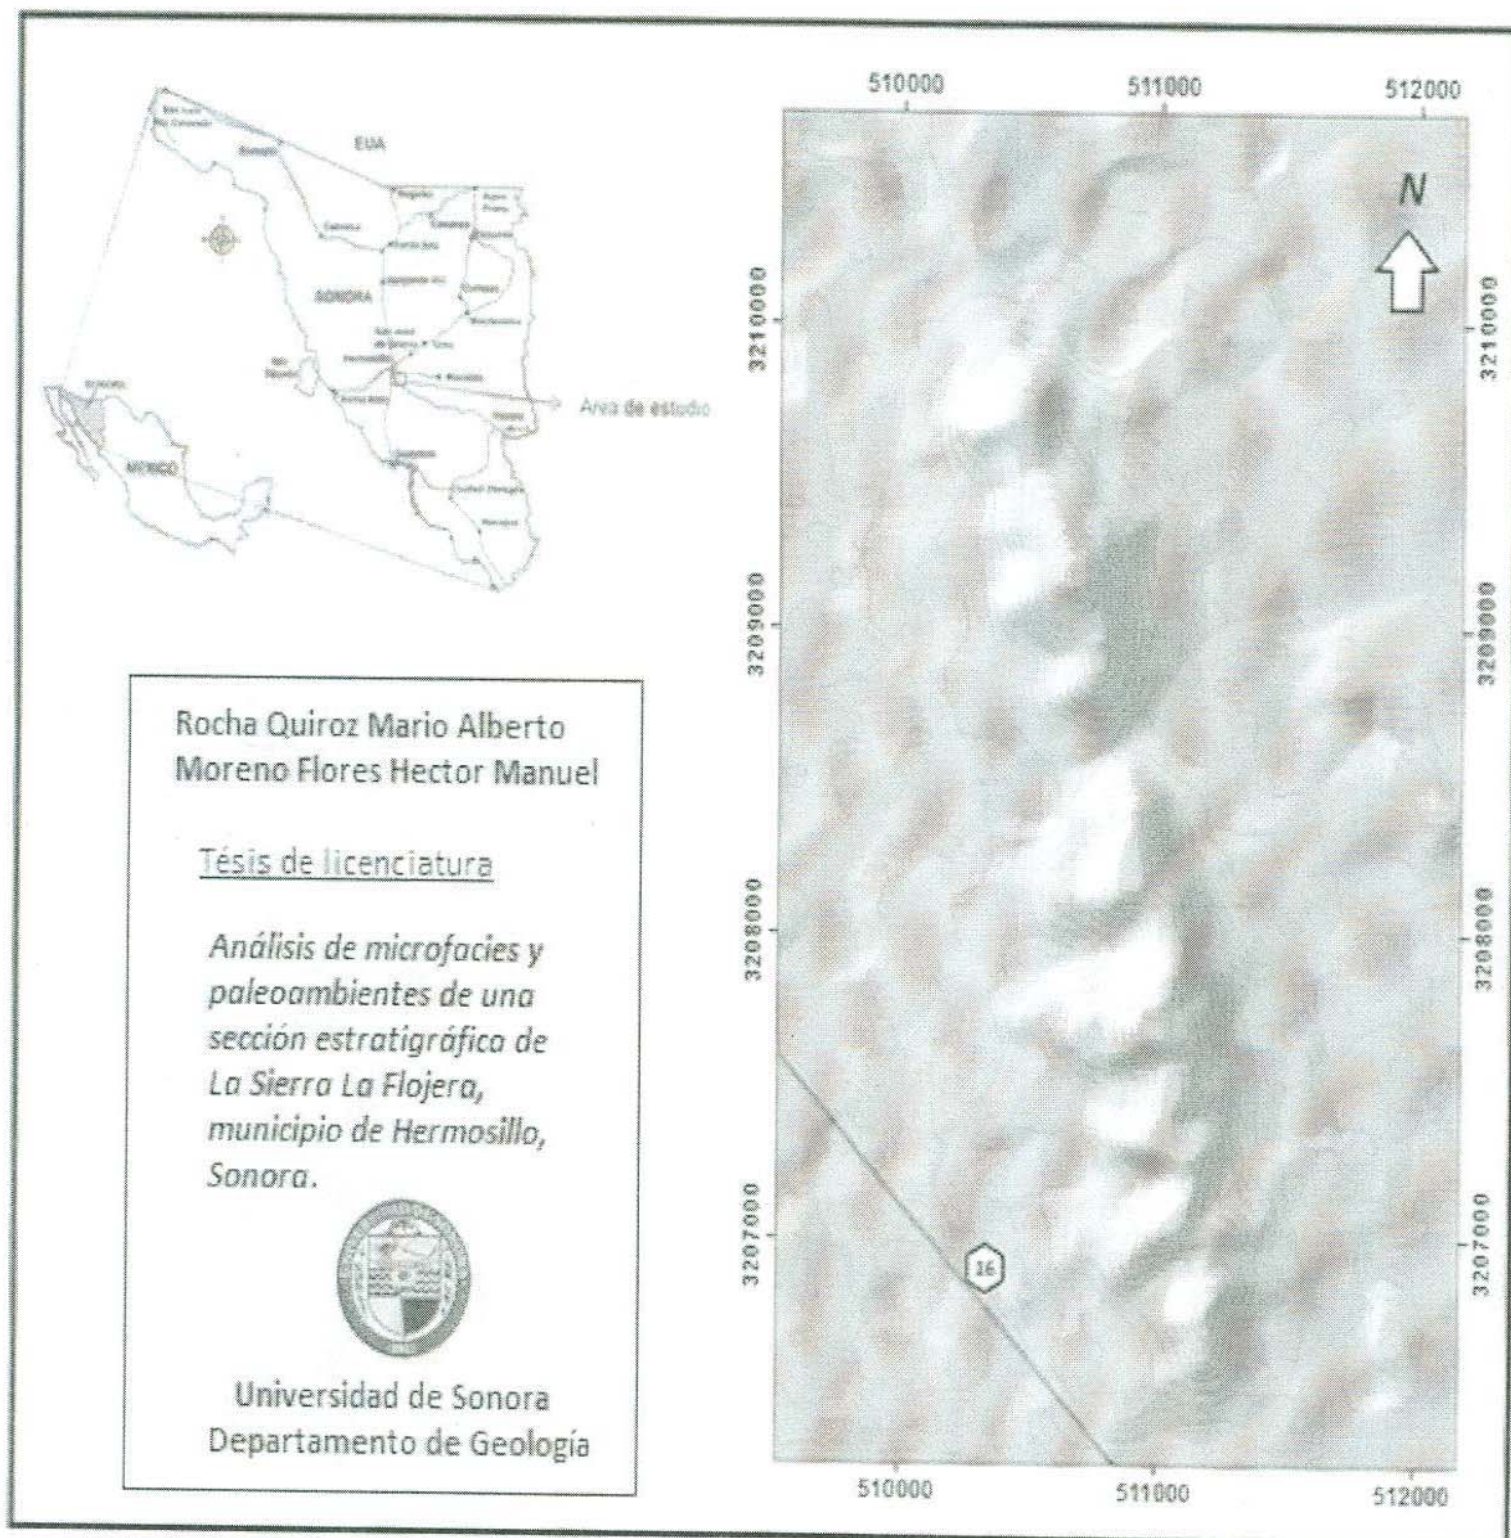 EUA
SONORA
MEXICO
Area de estudio
Rocha Quiroz Mario Alberto
Moreno Flores Hector Manuel
Tésis de licenciatura
Análisis de microfacies y
paleoambientes de una
sección estratigráfica de
La Sierra La Flojera,
municipio de Hermosillo,
Sonora.
Universidad de Sonora
Departamento de Geología
510000
511000
512000
N
3210000
3210000
3209000
3209000
3208000
3208000
3207000
3207000
16
510000
511000
512000